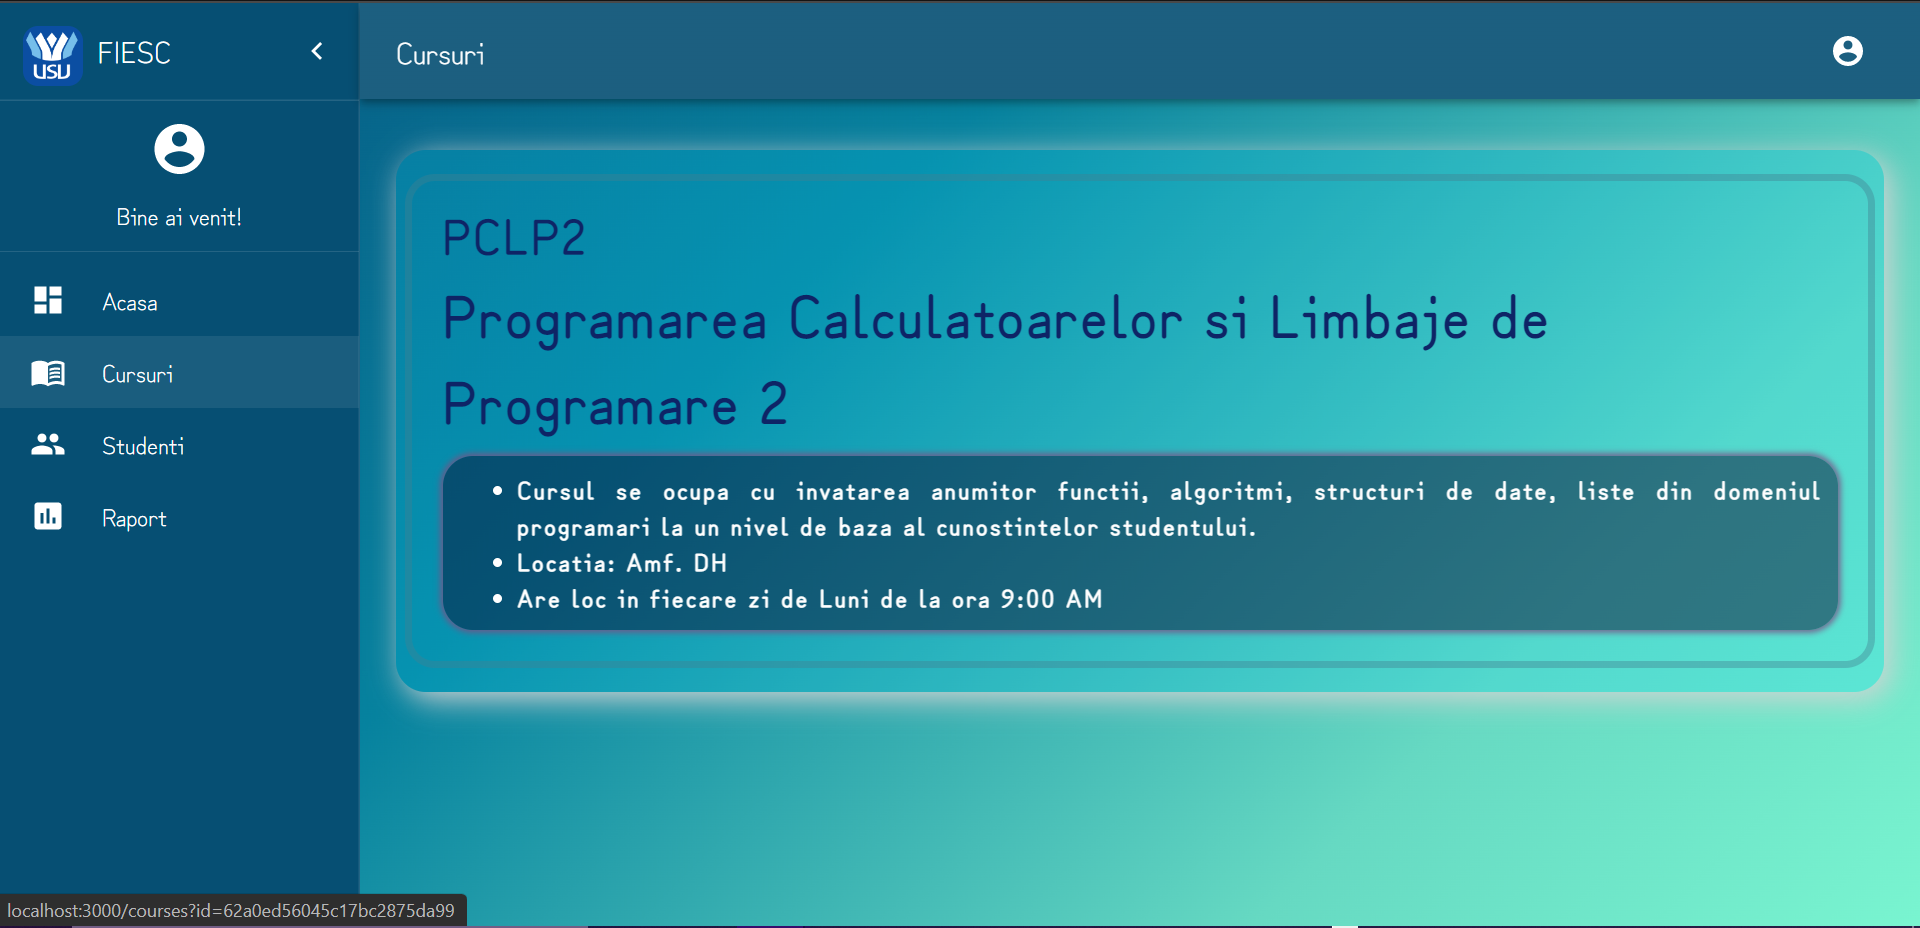 USU
FIESC
Cursuri
Bine ai venit!
Acasa
Cursuri
Studenti
Raport
PCLP2
Programarea Calculatoarelor si Limbaje de
Programare 2
• Cursul se ocupa cu invatarea anumitor functii, algoritmi, structuri de date, liste din domeniul
programari la un nivel de baza al cunostintelor studentului.
• Locatia: Amf. DH
• Are loc in fiecare zi de Luni de la ora 9:00 AM
localhost:3000/courses?id=62a0ed56045c17bc2875da99